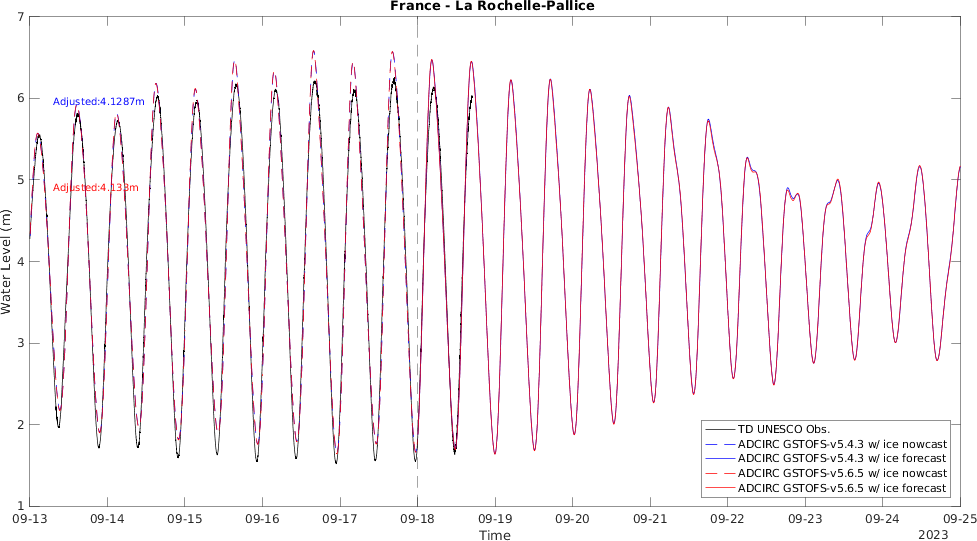 France - La Rochelle-Pallice
7
6
5
4
3
2
1
Water Level (m)
Adjusted:4.1287m
Adjusted:4.133m
TD UNESCO Obs.
ADCIRC GSTOFS-v5.4.3 w/ ice nowcast
ADCIRC GSTOFS-v5.4.3 w/ ice forecast
ADCIRC GSTOFS-v5.6.5 w/ ice nowcast
ADCIRC GSTOFS-v5.6.5 w/ ice forecast
09-13 09-14 09-15 09-16 09-17 09-18 09-19 09-20 09-21 09-22 09-23 09-24 09-25
Time
2023